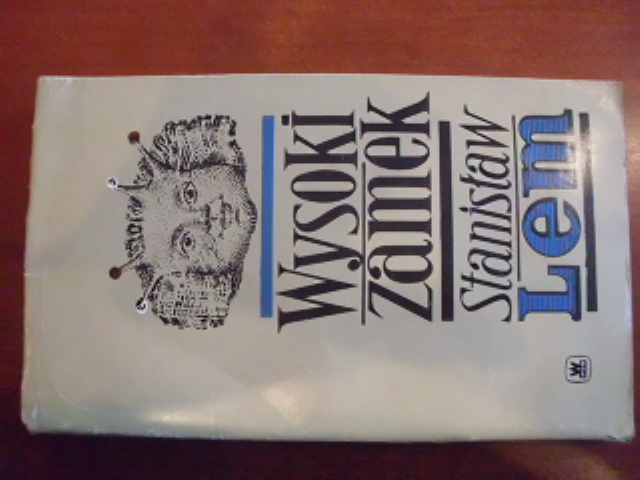 Wysoki
zamek
Stanisław
Lem